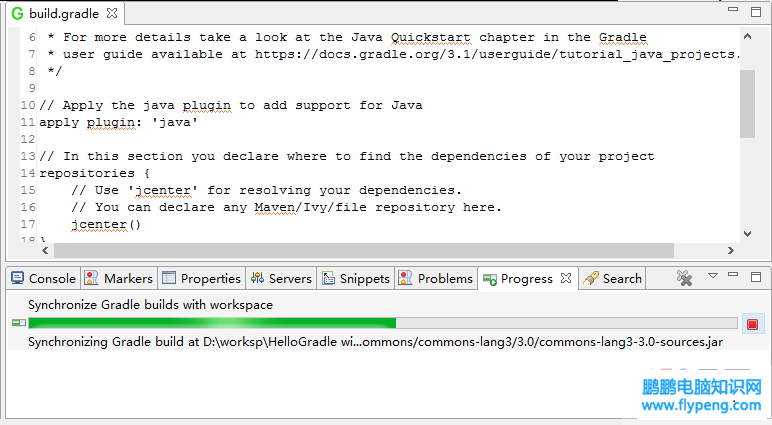 build.gradle
6 * For more details take a look at the Java Quickstart chapter in the Gradle
7 * user guide available at https://docs.gradle.org/3.1/userguide/tutorial_java_projects.
8 */
9
10 // Apply the java plugin to add support for Java
11 apply plugin: 'java'
12
13 // In this section you declare where to find the dependencies of your project
14 repositories {
15 // Use 'jcenter' for resolving your dependencies.
16 // You can declare any Maven/Ivy/file repository here.
17 jcenter()
18 }
Console Markers Properties Servers Snippets Problems Progress Search
Synchronize Gradle builds with workspace
Synchronizing Gradle build at D:\worksp\HelloGradle wi...ommons/commons-lang3/3.0/commons-lang3-3.0-sources.jar
鹏鹏电脑知识网
www.flypeng.com